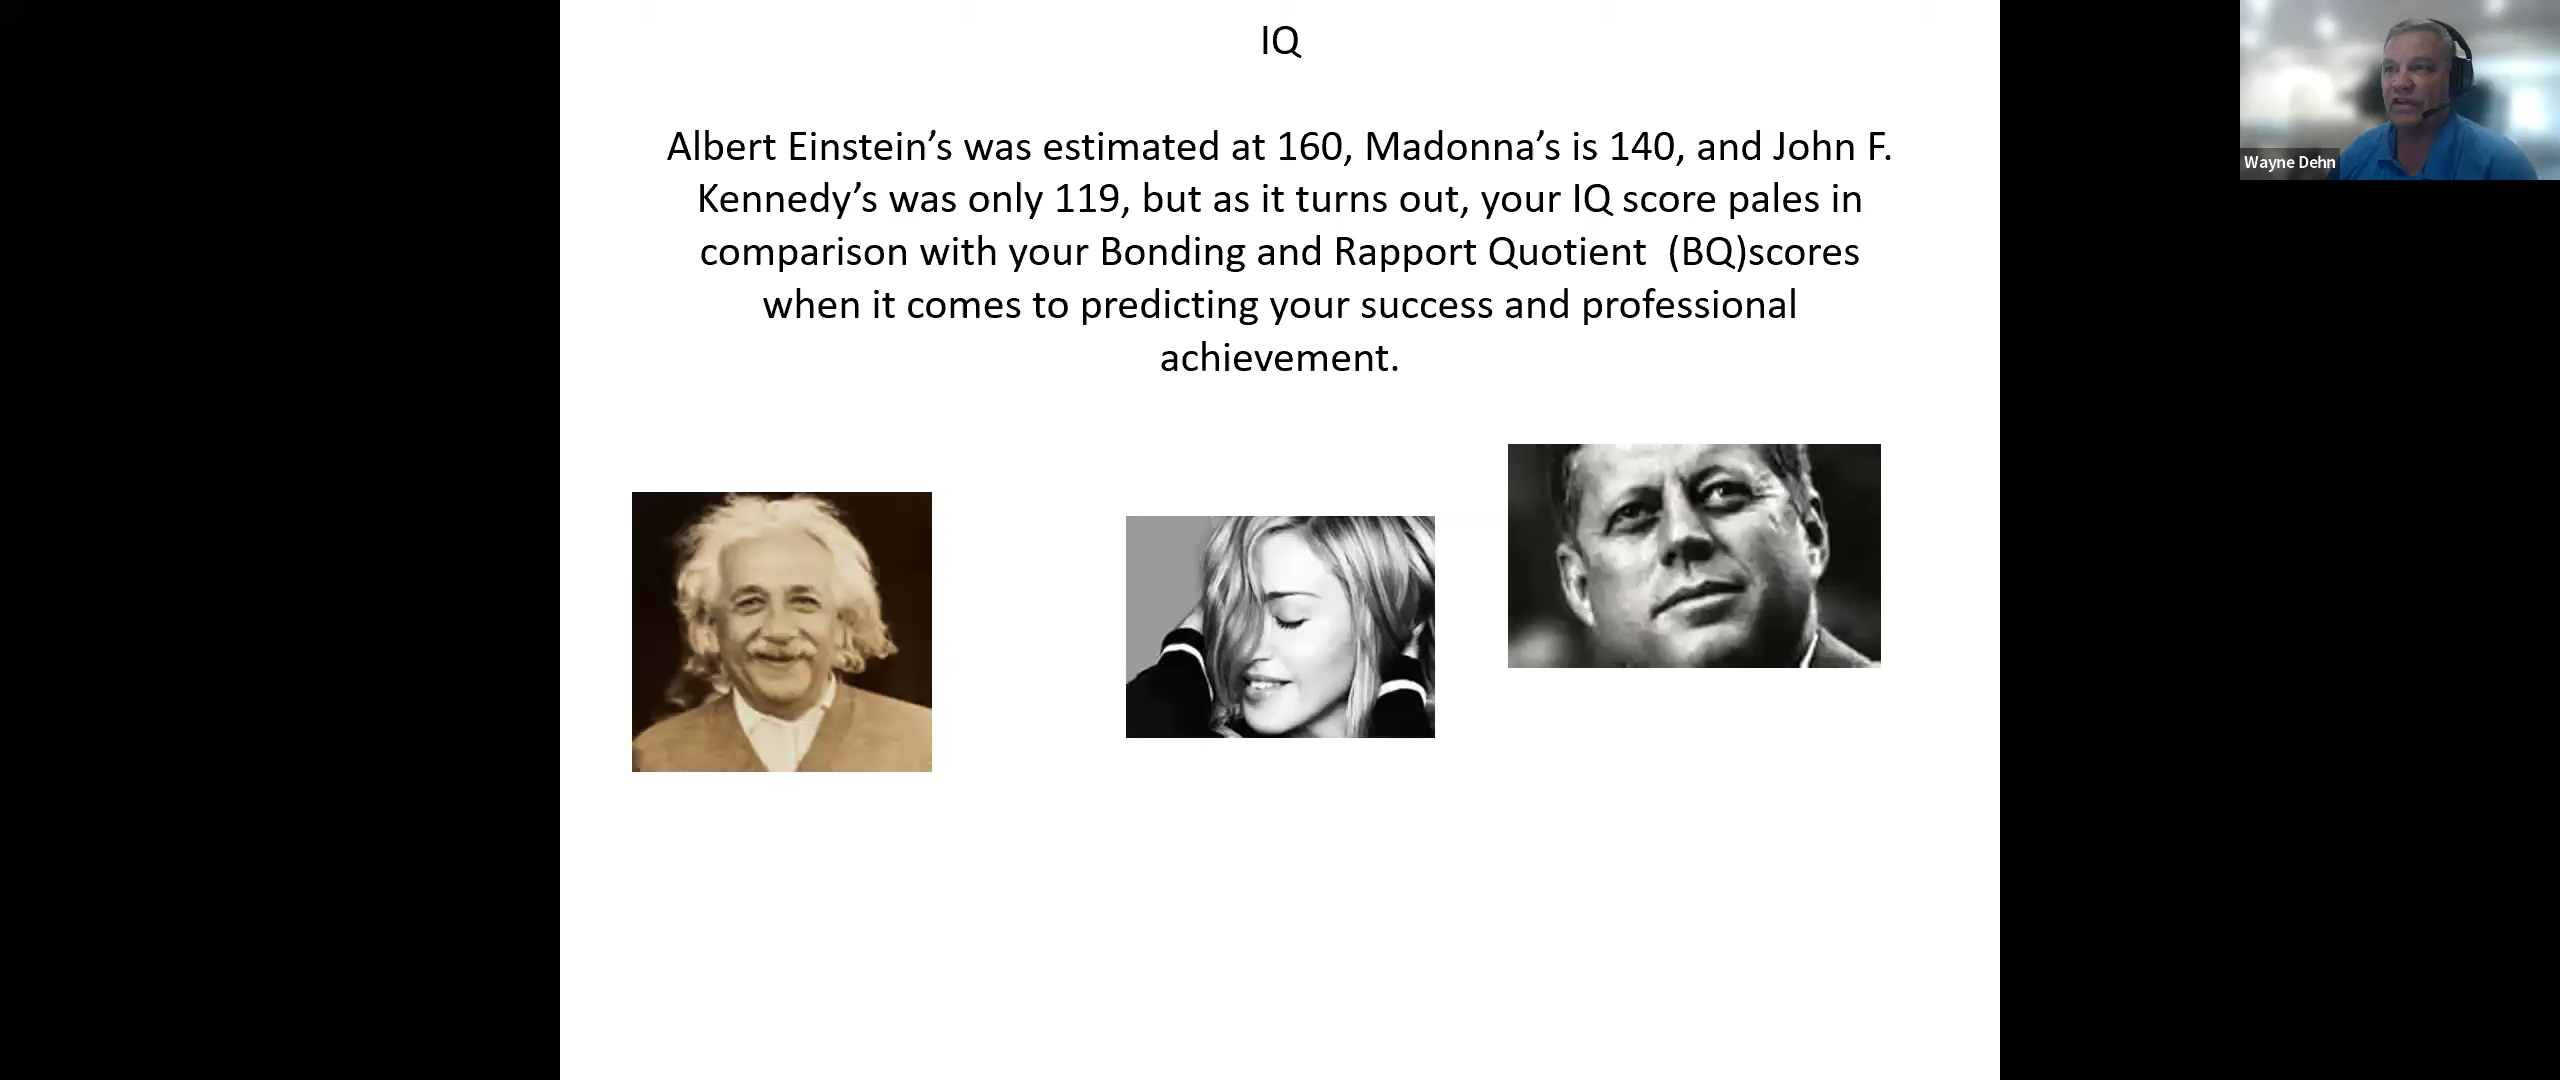 IQ
Albert Einstein’s was estimated at 160, Madonna’s is 140, and John F.
Kennedy’s was only 119, but as it turns out, your IQ score pales in
comparison with your Bonding and Rapport Quotient  (BQ)scores
when it comes to predicting your success and professional
achievement.
Wayne Dehn